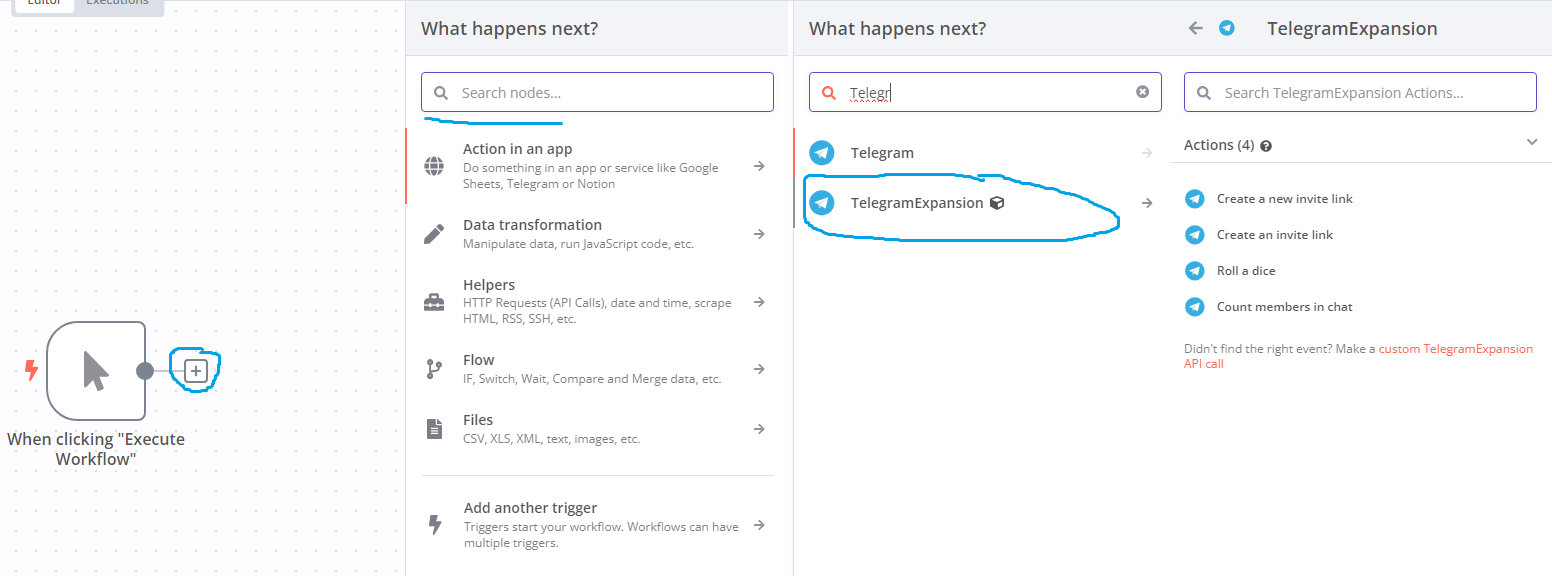 Editor Executions
When clicking "Execute
Workflow"
What happens next?
Search nodes...
Action in an app
Do something in an app or service like Google
Sheets, Telegram or Notion
Data transformation
Manipulate data, run JavaScript code, etc.
Helpers
HTTP Requests (API Calls), date and time, scrape
HTML, RSS, SSH, etc.
Flow
IF, Switch, Wait, Compare and Merge data, etc.
Files
CSV, XLS, XML, text, images, etc.
Add another trigger
Triggers start your workflow. Workflows can have
multiple triggers.
What happens next?
Telegr
Telegram
TelegramExpansion
TelegramExpansion
Search TelegramExpansion Actions...
Actions (4)
Create a new invite link
Create an invite link
Roll a dice
Count members in chat
Didn't find the right event? Make a custom TelegramExpansion
API call